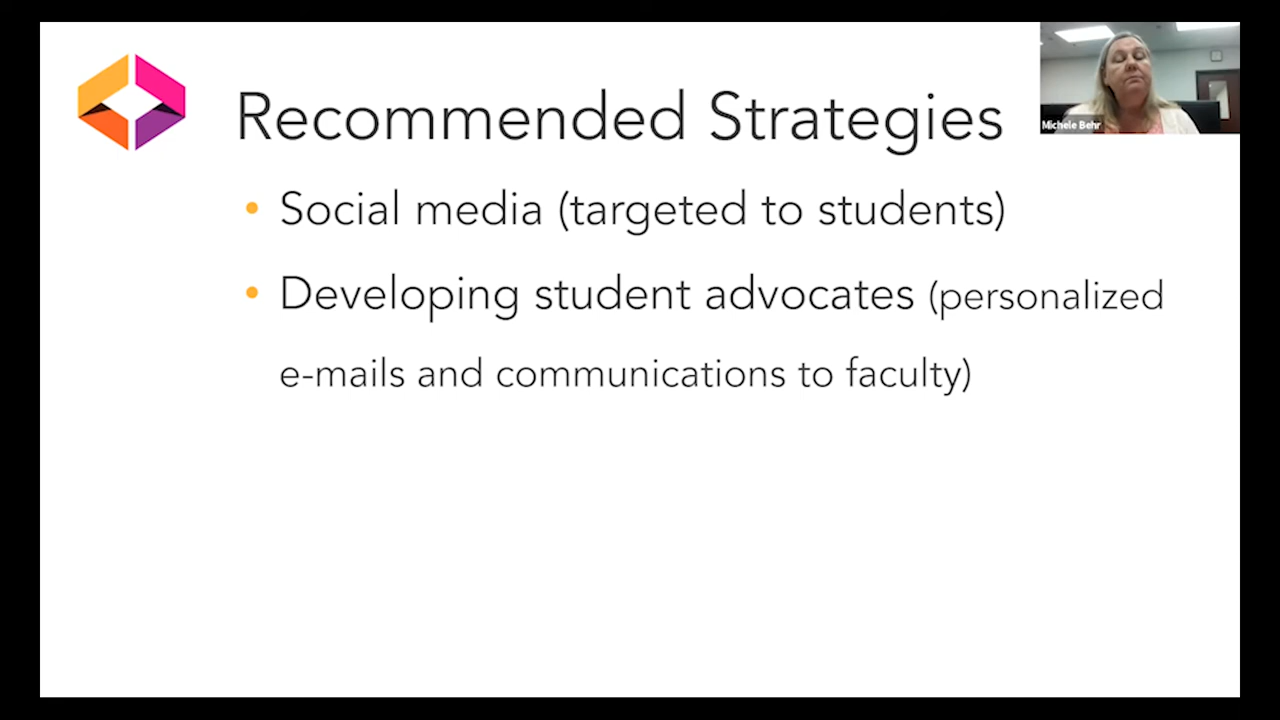 Recommended Strategies
Michele Behr
• Social media (targeted to students)
• Developing student advocates (personalized
e-mails and communications to faculty)